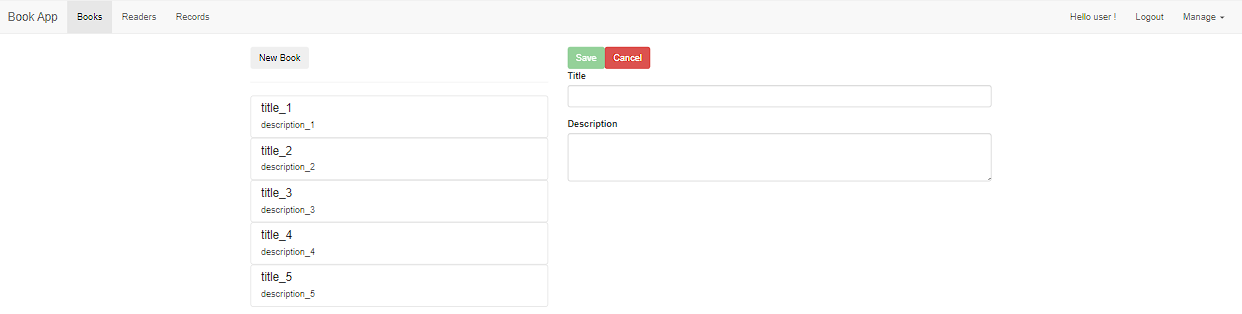 Book App Books Readers Records Hello user ! Logout Manage
New Book
title_1
description_1
title_2
description_2
title_3
description_3
title_4
description_4
title_5
description_5
Save Cancel
Title
Description